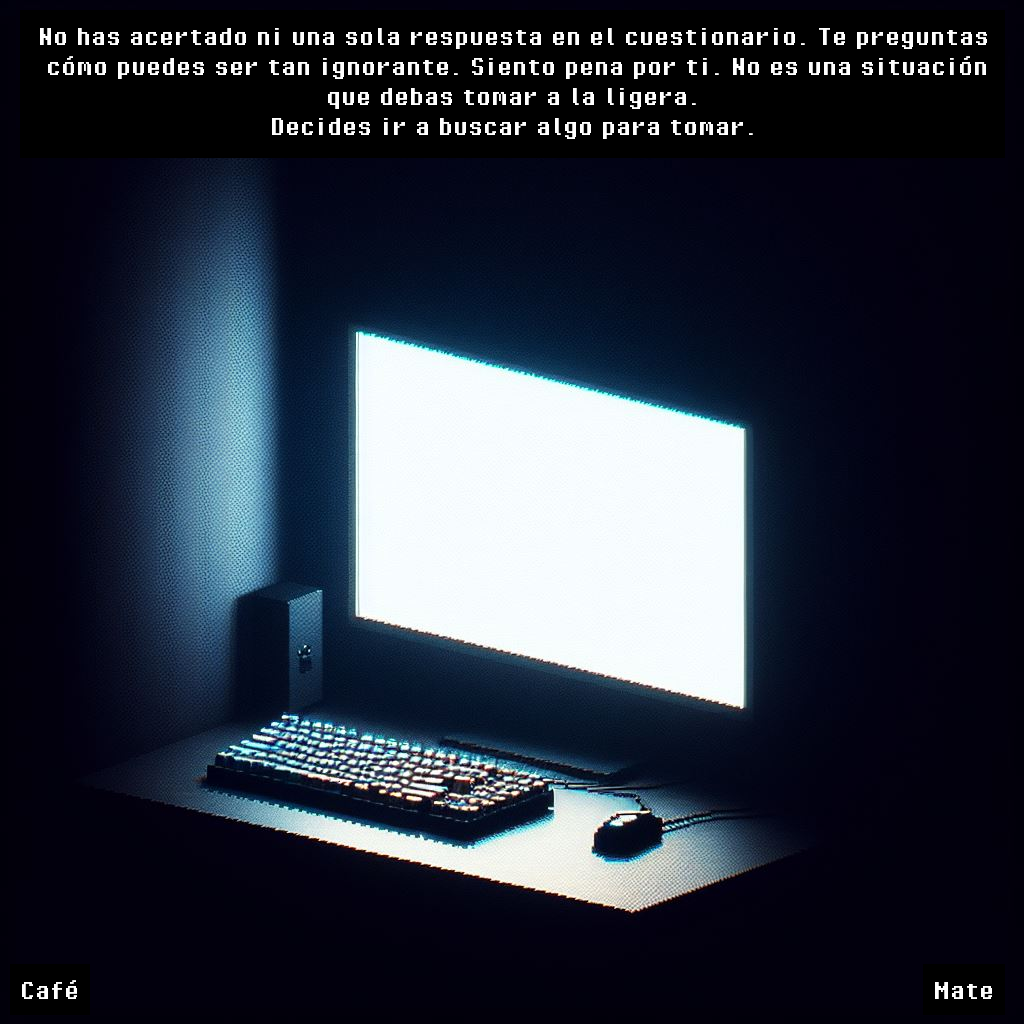 No has acertado ni una sola respuesta en el cuestionario. Te preguntas
cómo puedes ser tan ignorante. Siento pena por ti. No es una situación
que debas tomar a la ligera.
Decides ir a buscar algo para tomar.
Café
Mate